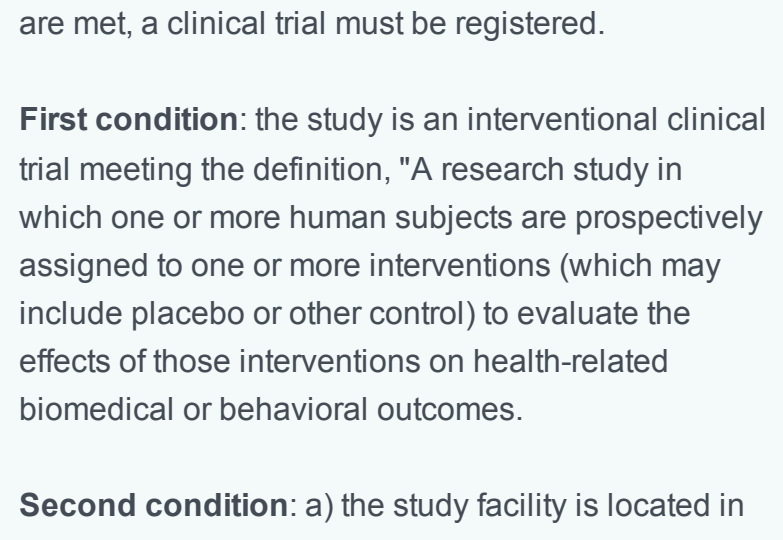 are met, a clinical trial must be registered.
First condition: the study is an interventional clinical
trial meeting the definition, "A research study in
which one or more human subjects are prospectively
assigned to one or more interventions (which may
include placebo or other control) to evaluate the
effects of those interventions on health-related
biomedical or behavioral outcomes.
Second condition: a) the study facility is located in